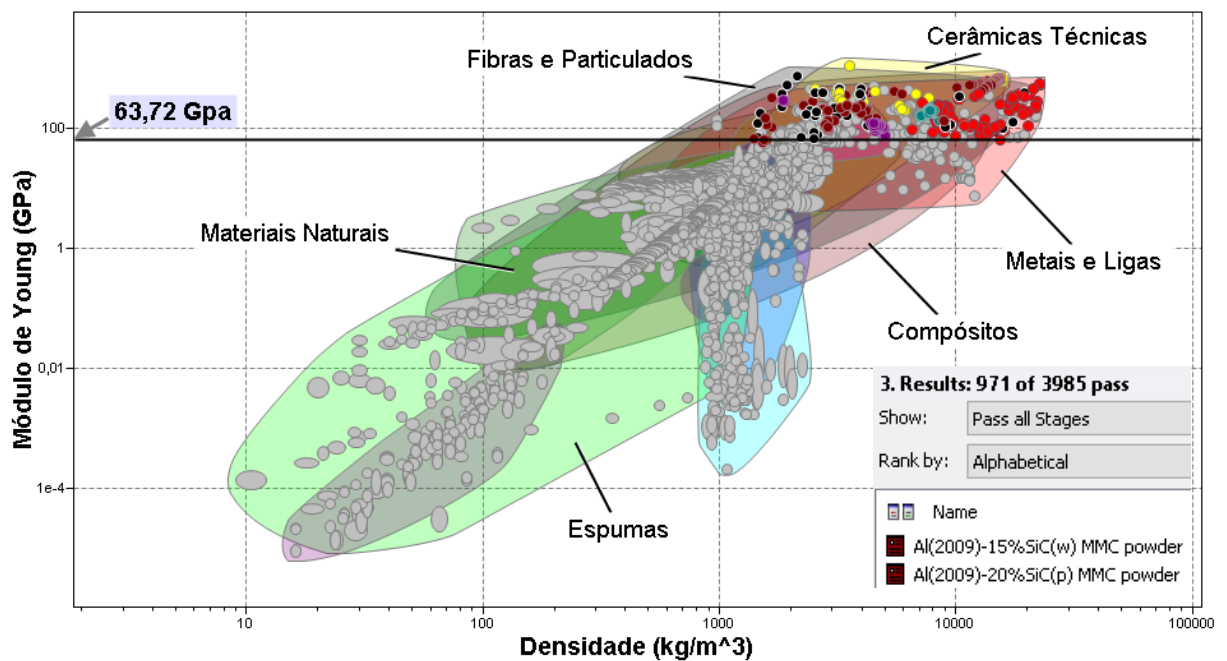 Cerâmicas Técnicas
Fibras e Particulados
63,72 Gpa
100
Materiais Naturais
1
Metais e Ligas
Compósitos
0,01
3. Results: 971 of 3985 pass
Show: Pass all Stages
Rank by: Alphabetical
1e-4
Name
Espumas
Al(2009)-15%SiC(w) MMC powder
Al(2009)-20%SiC(p) MMC powder
Módulo de Young (GPa)
10 100 1000 10000 100000
Densidade (kg/m^3)